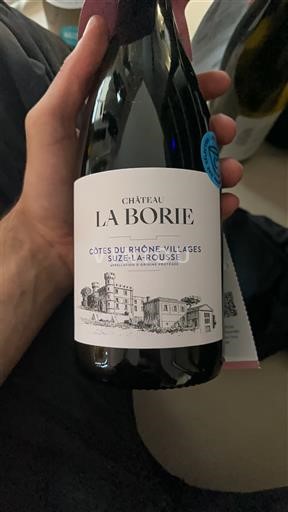 CHÂTEAU
LA BORIE
CÔTES DU RHÔNE VILLAGES
SUZE-LA-ROUSSE
APPELLATION D'ORIGINE PROTÉGÉE